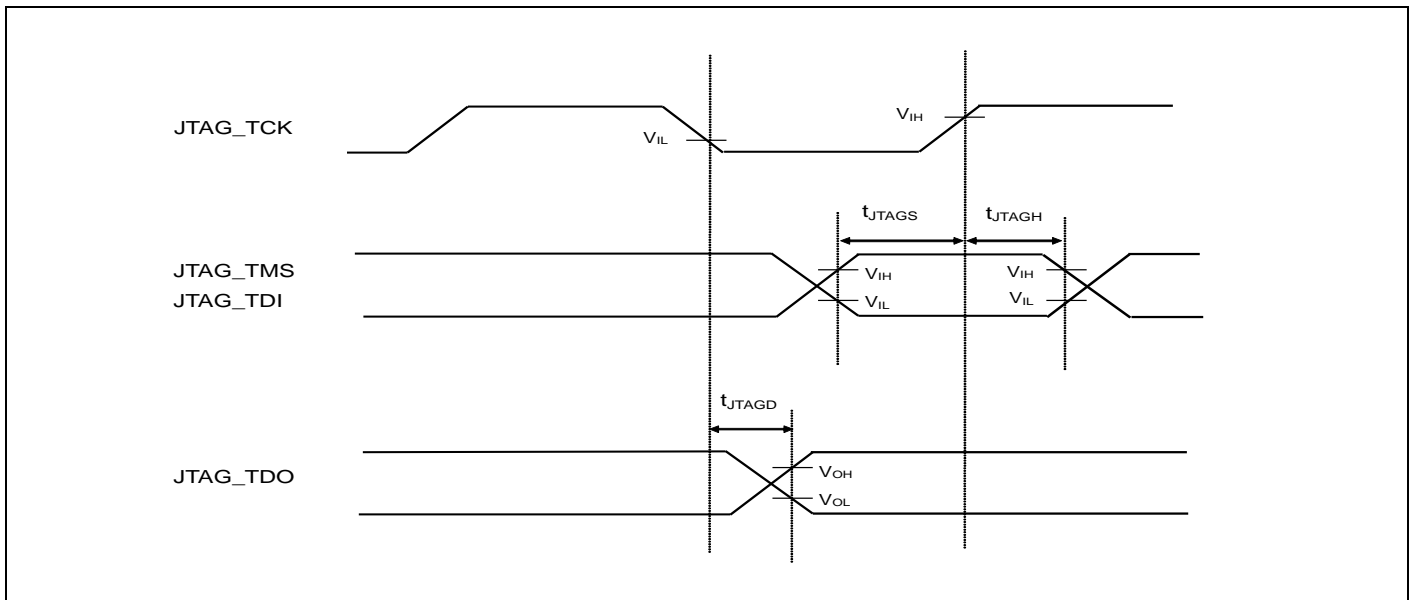 JTAG_TCK
VIL
VIH
tJTAGS
tJTAGH
JTAG_TMS
JTAG_TDI
VIH
VIL
VIH
VIL
tJTAGD
JTAG_TDO
VOH
VOL